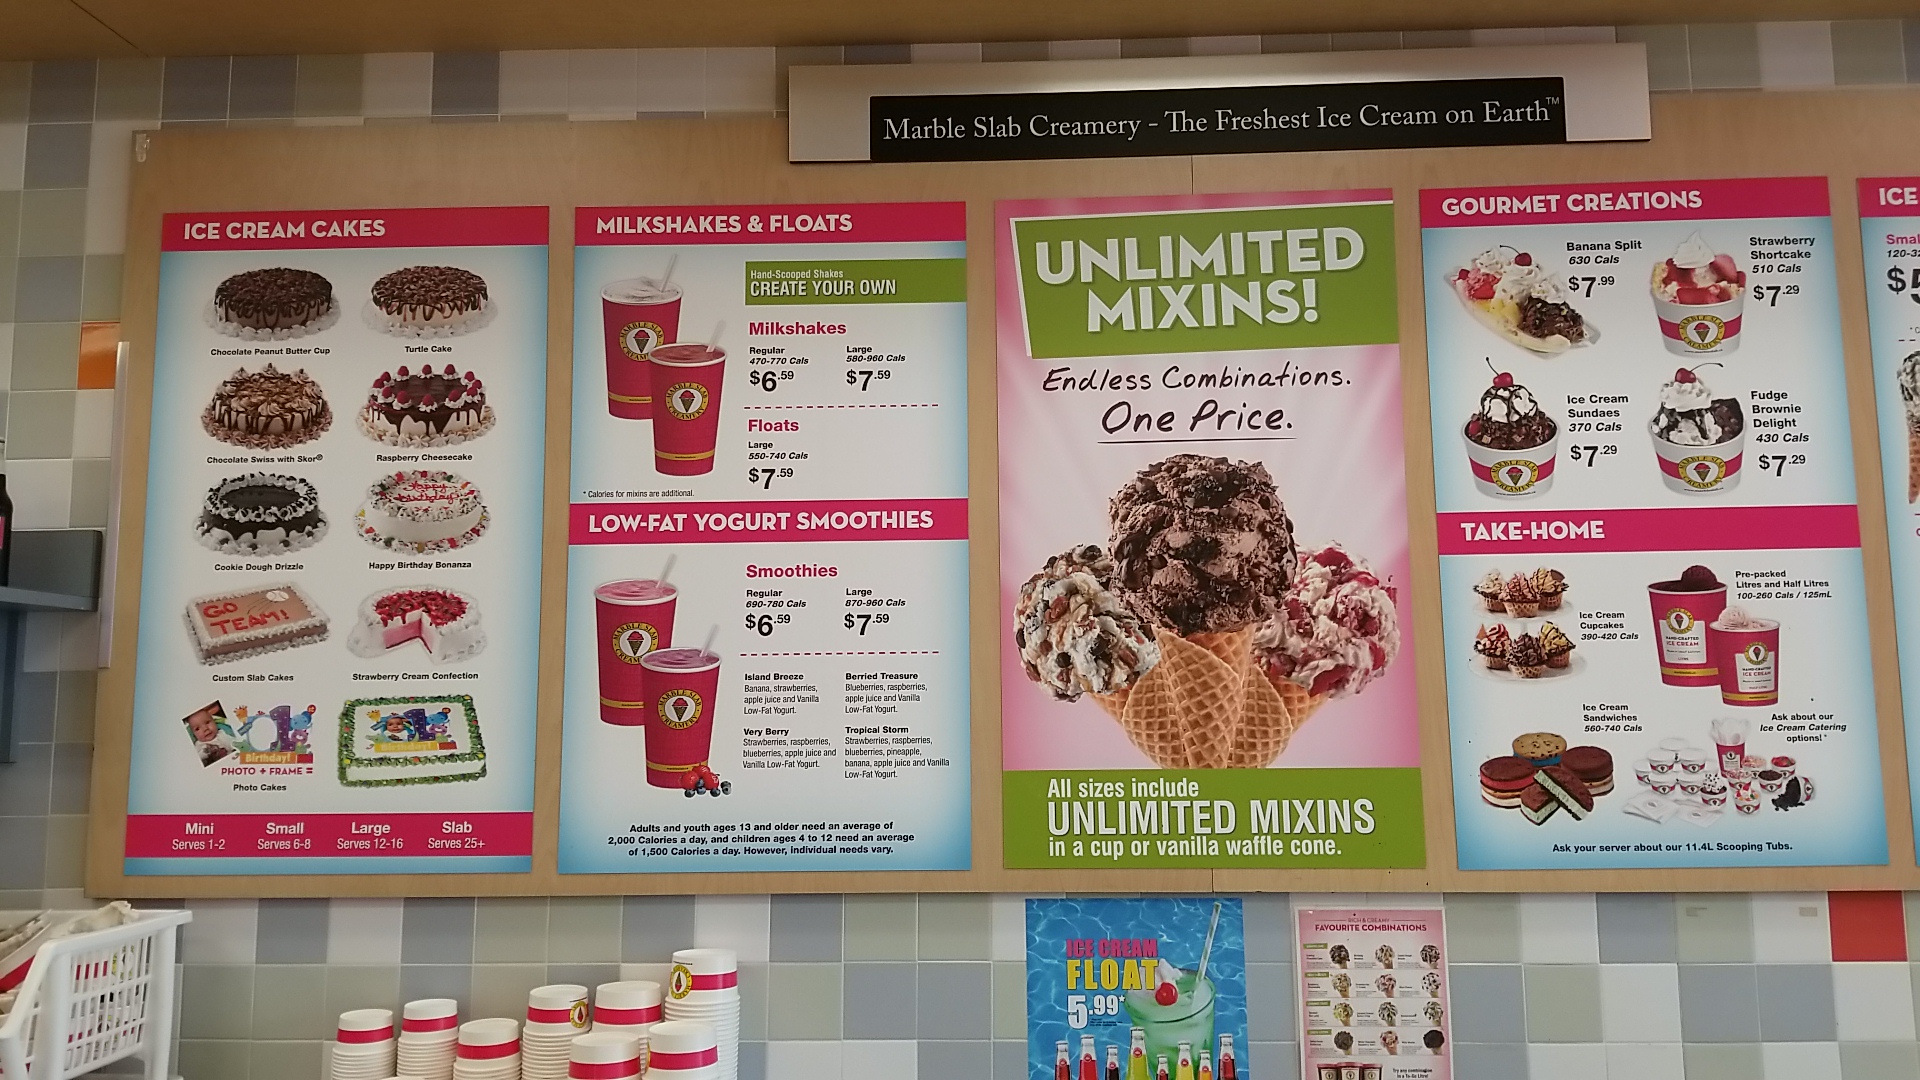 Marble Slab Creamery - The Freshest Ice Cream on Earth™
ICE CREAM CAKES
Chocolate Peanut Butter Cup
Turtle Cake
Chocolate Swiss with Skor®
Raspberry Cheesecake
Cookie Dough Drizzle
Happy Birthday Bonanza
GO
TEAM!
Custom Slab Cakes
Strawberry Cream Confection
Birthday!
PHOTO + FRAME =
Photo Cakes
Mini
Serves 1-2
Small
Serves 6-8
Large
Serves 12-16
Slab
Serves 25+
MILKSHAKES & FLOATS
Hand-Scooped Shakes
CREATE YOUR OWN
Milkshakes
Regular
470-770 Cals
$6.59
Large
580-960 Cals
$7.59
Floats
Large
550-740 Cals
$7.59
* Calories for mixins are additional.
LOW-FAT YOGURT SMOOTHIES
Smoothies
Regular
690-780 Cals
$6.59
Large
870-960 Cals
$7.59
Island Breeze
Banana, strawberries,
apple juice and Vanilla
Low-Fat Yogurt.
Berried Treasure
Blueberries, raspberries,
apple juice and Vanilla
Low-Fat Yogurt.
Very Berry
Strawberries, raspberries,
blueberries, apple juice and
Vanilla Low-Fat Yogurt.
Tropical Storm
Strawberries, raspberries,
blueberries, pineapple,
banana, apple juice and Vanilla
Low-Fat Yogurt.
Adults and youth ages 13 and older need an average of
2,000 Calories a day, and children ages 4 to 12 need an average
of 1,500 Calories a day. However, individual needs vary.
UNLIMITED
MIXINS!
Endless Combinations.
One Price.
All sizes include
UNLIMITED MIXINS
in a cup or vanilla waffle cone.
GOURMET CREATIONS
Banana Split
630 Cals
$7.99
Strawberry
Shortcake
510 Cals
$7.29
Ice Cream
Sundaes
370 Cals
$7.29
Fudge
Brownie
Delight
430 Cals
$7.29
TAKE-HOME
Ice Cream
Cupcakes
390-420 Cals
Pre-packed
Litres and Half Litres
100-260 Cals / 125mL
Ice Cream
Sandwiches
560-740 Cals
Ask about our
Ice Cream Catering
options!*
Ask your server about our 11.4L Scooping Tubs.
ICE
ICE CREAM
FLOAT
5.99*
RICH & CREAMY
FAVOURITE COMBINATIONS